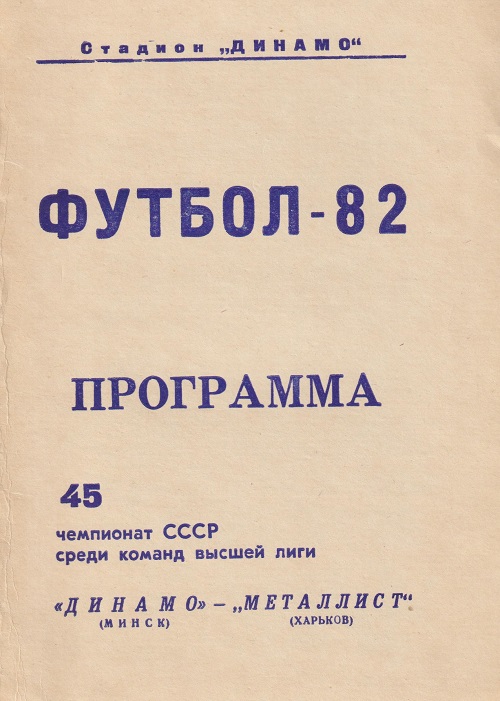 Стадион „ДИНАМО“
ФУТБОЛ-82
ПРОГРАММА
45
чемпионат СССР
среди команд высшей лиги
«ДИНАМО» – „МЕТАЛЛИСТ“
(МИНСК) (ХАРЬКОВ)